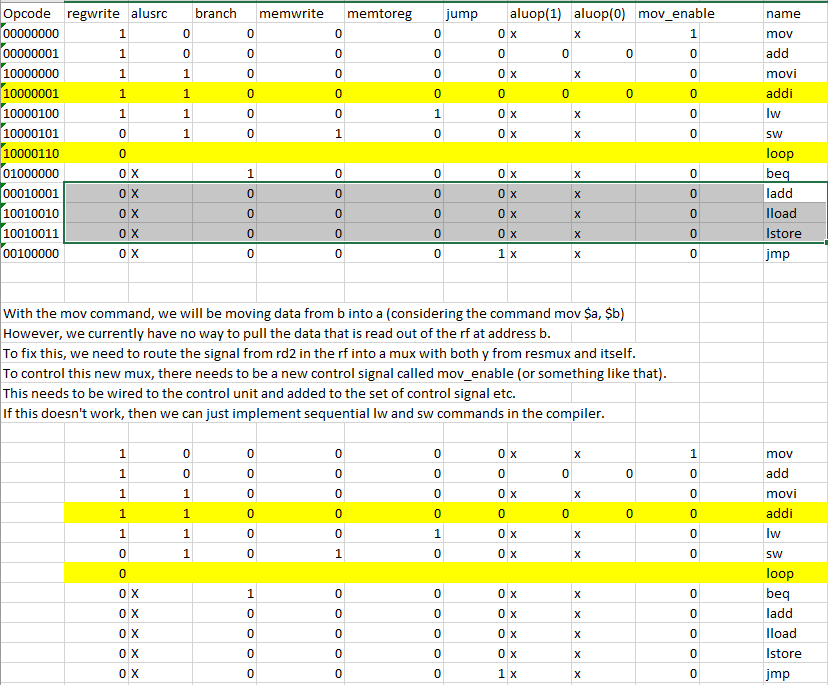 Opcode regwrite alusrc branch memwrite memtoreg jump aluop(1) aluop(0) mov_enable name
00000000 1 0 0 0 0 0 x x 1 mov
00000001 1 0 0 0 0 0 0 0 0 add
10000000 1 1 0 0 0 0 x x 0 movi
10000001 1 1 0 0 0 0 0 0 0 addi
10000100 1 1 0 0 1 0 x x 0 lw
10000101 0 1 0 1 0 0 x x 0 sw
10000110 0 loop
01000000 0 X 1 0 0 0 x x 0 beq
00010001 0 X 0 0 0 0 x x 0 ladd
10010010 0 X 0 0 0 0 x x 0 lload
10010011 0 X 0 0 0 0 x x 0 lstore
00100000 0 X 0 0 0 1 x x 0 jmp
With the mov command, we will be moving data from b into a (considering the command mov $a, $b)
However, we currently have no way to pull the data that is read out of the rf at address b.
To fix this, we need to route the signal from rd2 in the rf into a mux with both y from resmux and itself.
To control this new mux, there needs to be a new control signal called mov_enable (or something like that).
This needs to be wired to the control unit and added to the set of control signal etc.
If this doesn't work, then we can just implement sequential lw and sw commands in the compiler.
1 0 0 0 0 0 x x 1 mov
1 0 0 0 0 0 0 0 0 add
1 1 0 0 0 0 x x 0 movi
1 1 0 0 0 0 0 0 0 addi
1 1 0 0 1 0 x x 0 lw
0 1 0 1 0 0 x x 0 sw
0 loop
0 X 1 0 0 0 x x 0 beq
0 X 0 0 0 0 x x 0 ladd
0 X 0 0 0 0 x x 0 lload
0 X 0 0 0 0 x x 0 lstore
0 X 0 0 0 1 x x 0 jmp